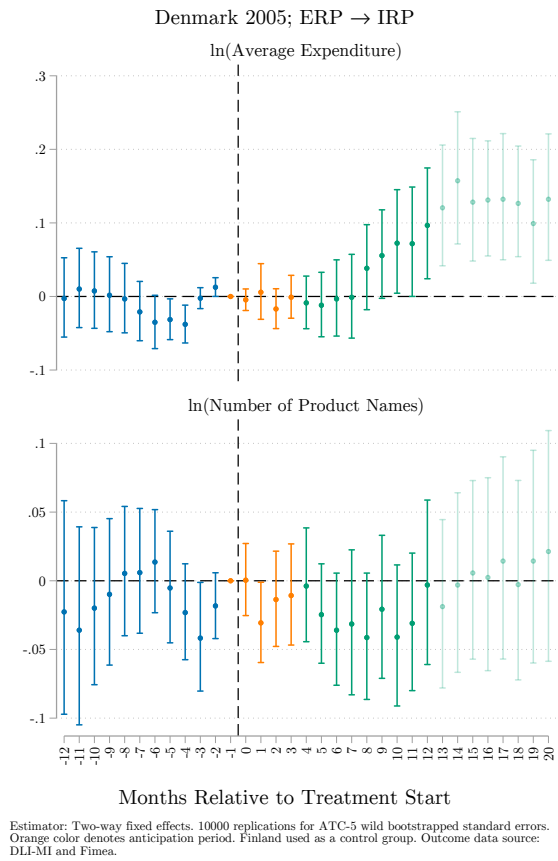 Denmark 2005; ERP → IRP
ln(Average Expenditure)
.3
.2
.1
0
-.1
ln(Number of Product Names)
.1
.05
0
-.05
-.1
-12 -11 -10 -9 -8 -7 -6 -5 -4 -3 -2 -1 0 1 2 3 4 5 6 7 8 9 10 11 12 13 14 15 16 17 18 19 20
Months Relative to Treatment Start
Estimator: Two-way fixed effects. 10000 replications for ATC-5 wild bootstrapped standard errors.
Orange color denotes anticipation period. Finland used as a control group. Outcome data source:
DLI-MI and Fimea.